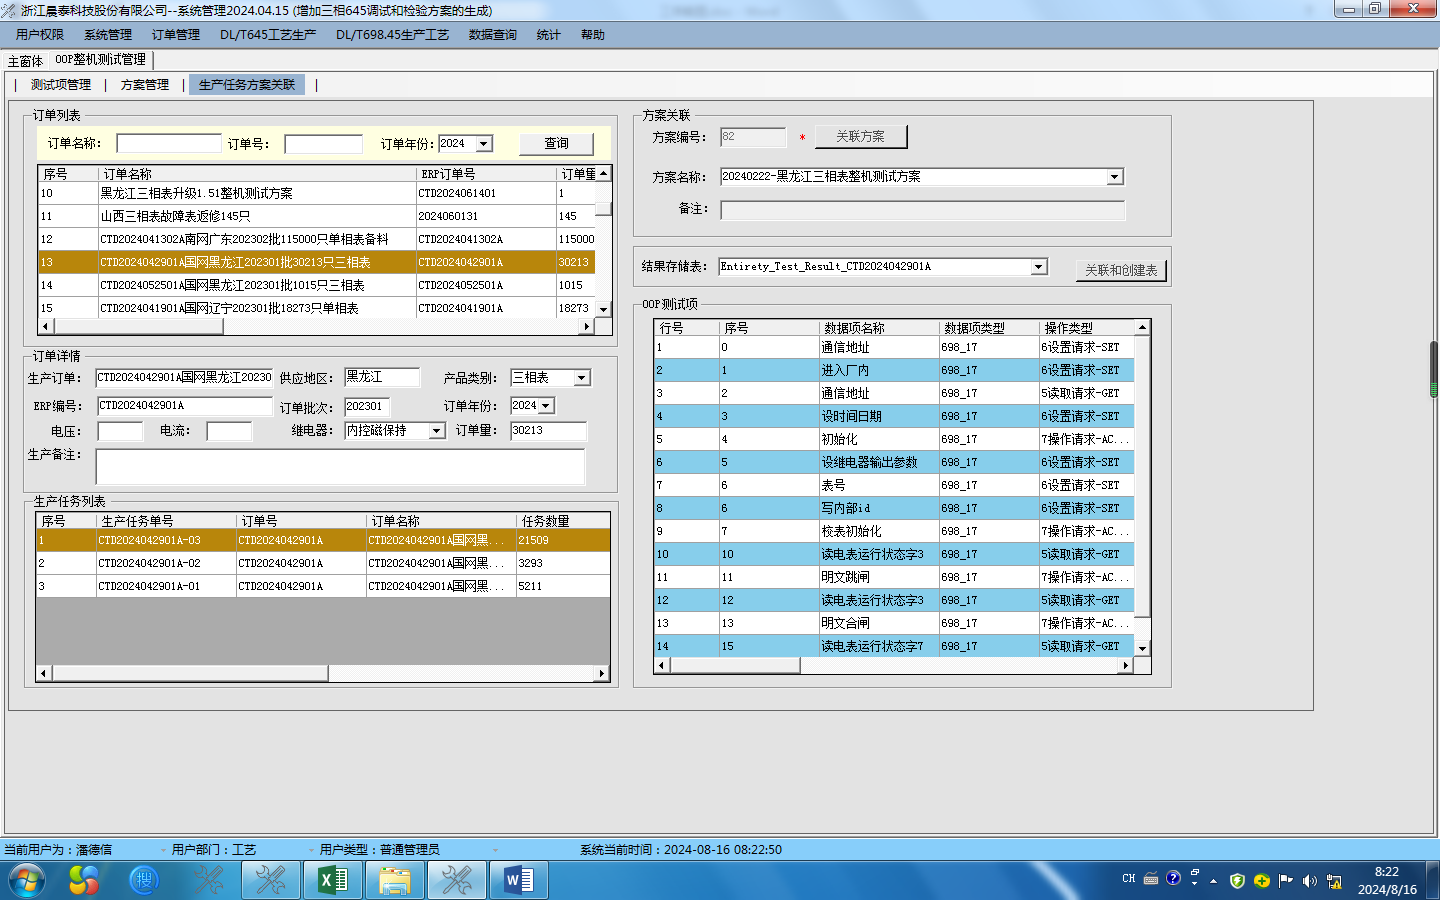 浙江晨泰科技股份有限公司--系统管理2024.04.15 (增加三相645调试和检验方案的生成)
用户权限 系统管理 订单管理 DL/T645工艺生产 DL/T698.45生产工艺 数据查询 统计 帮助
主窗体 OOP整机测试管理
| 测试项管理 | 方案管理 | 生产任务方案关联 |
订单列表
订单名称: 订单号: 订单年份: 2024 查询
序号 订单名称 ERP订单号 订单量
10 黑龙江三相表升级1.51整机测试方案 CTD2024061401 1
11 山西三相表故障表返修145只 2024060131 145
12 CTD2024041302A南网广东202302批115000只单相表备料 CTD2024041302A 115000
13 CTD2024042901A国网黑龙江202301批30213只三相表 CTD2024042901A 30213
14 CTD2024052501A国网黑龙江202301批1015只三相表 CTD2024052501A 1015
15 CTD2024041901A国网辽宁202301批18273只单相表 CTD2024041901A 18273
订单详情
生产订单: CTD2024042901A国网黑龙江20230 供应地区: 黑龙江 产品类别: 三相表
ERP编号: CTD2024042901A 订单批次: 202301 订单年份: 2024
电压: 电流: 继电器: 内控磁保持 订单量: 30213
生产备注:
生产任务列表
序号 生产任务单号 订单号 订单名称 任务数量
1 CTD2024042901A-03 CTD2024042901A CTD2024042901A国网黑... 21509
2 CTD2024042901A-02 CTD2024042901A CTD2024042901A国网黑... 3293
3 CTD2024042901A-01 CTD2024042901A CTD2024042901A国网黑... 5211
方案关联
方案编号: 82 * 关联方案
方案名称: 20240222-黑龙江三相表整机测试方案
备注:
结果存储表: Entirety_Test_Result_CTD2024042901A 关联和创建表
OOP测试项
行号 序号 数据项名称 数据项类型 操作类型
1 0 通信地址 698_17 6设置请求-SET
2 1 进入厂内 698_17 6设置请求-SET
3 2 通信地址 698_17 5读取请求-GET
4 3 设时间日期 698_17 6设置请求-SET
5 4 初始化 698_17 7操作请求-AC...
6 5 设继电器输出参数 698_17 6设置请求-SET
7 6 表号 698_17 6设置请求-SET
8 6 写内部id 698_17 6设置请求-SET
9 7 校表初始化 698_17 7操作请求-AC...
10 10 读电表运行状态字3 698_17 5读取请求-GET
11 11 明文跳闸 698_17 7操作请求-AC...
12 12 读电表运行状态字3 698_17 5读取请求-GET
13 13 明文合闸 698_17 7操作请求-AC...
14 15 读电表运行状态字7 698_17 5读取请求-GET
当前用户为：潘德信 用户部门：工艺 用户类型：普通管理员 系统当前时间：2024-08-16 08:22:50
CH 8:22
2024/8/16